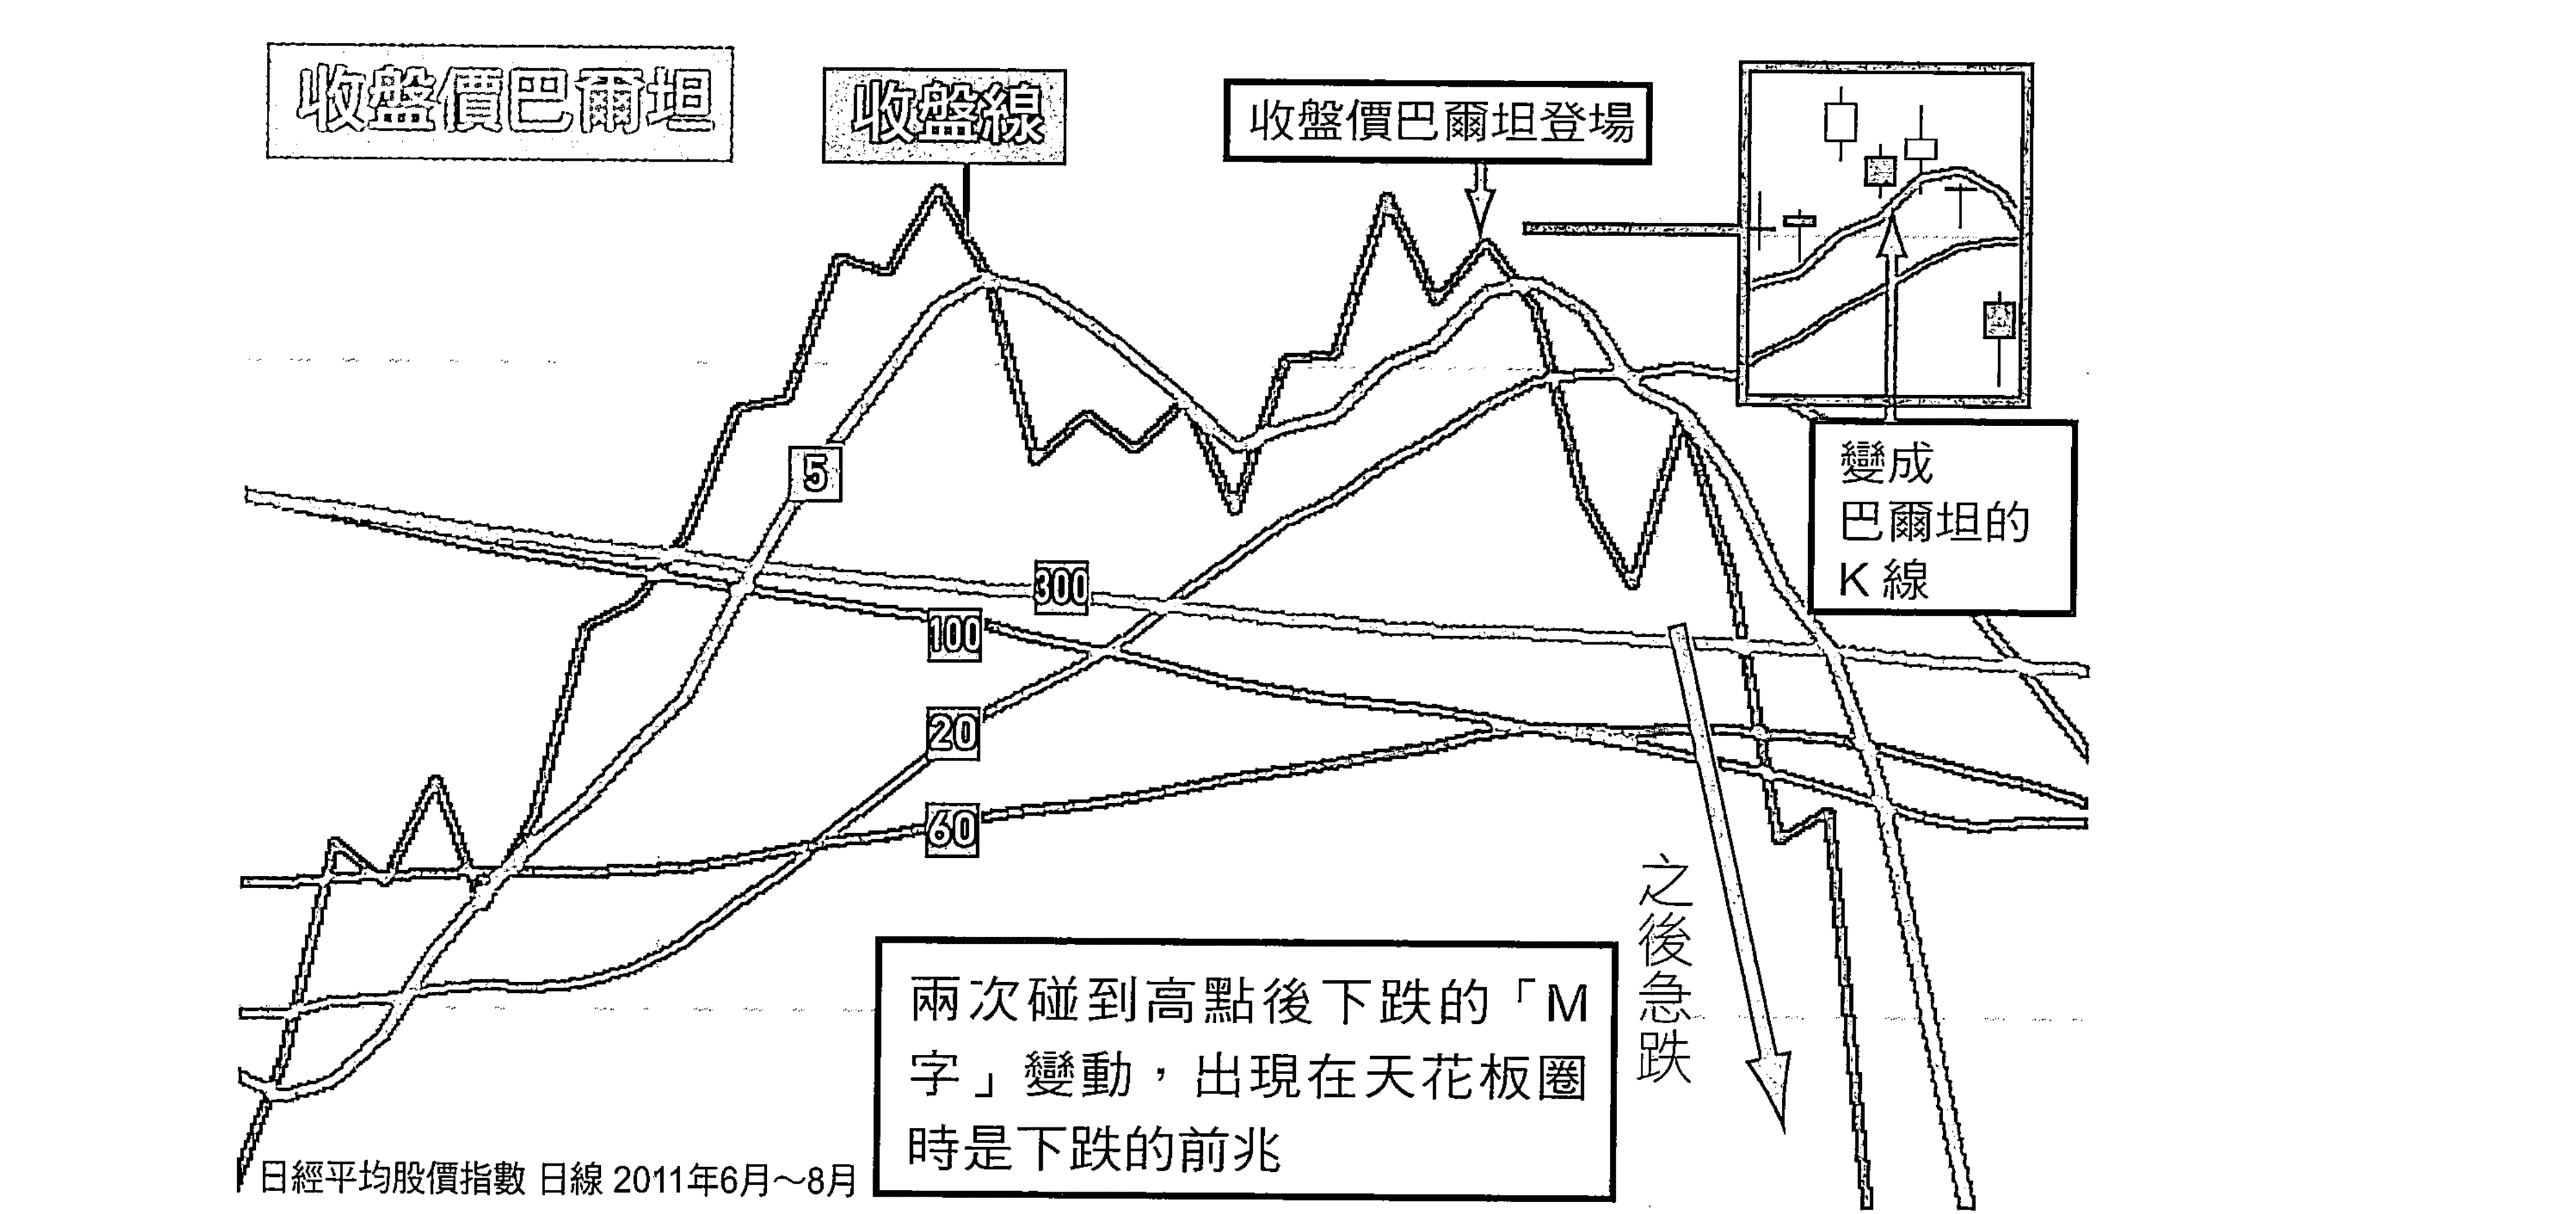 收盤價巴爾坦
收盤線
收盤價巴爾坦登場
變成
巴爾坦的
K線
5
300
100
20
60
之後急跌
兩次碰到高點後下跌的「M
字」變動，出現在天花板圈
時是下跌的前兆
日經平均股價指數 日線 2011年6月～8月